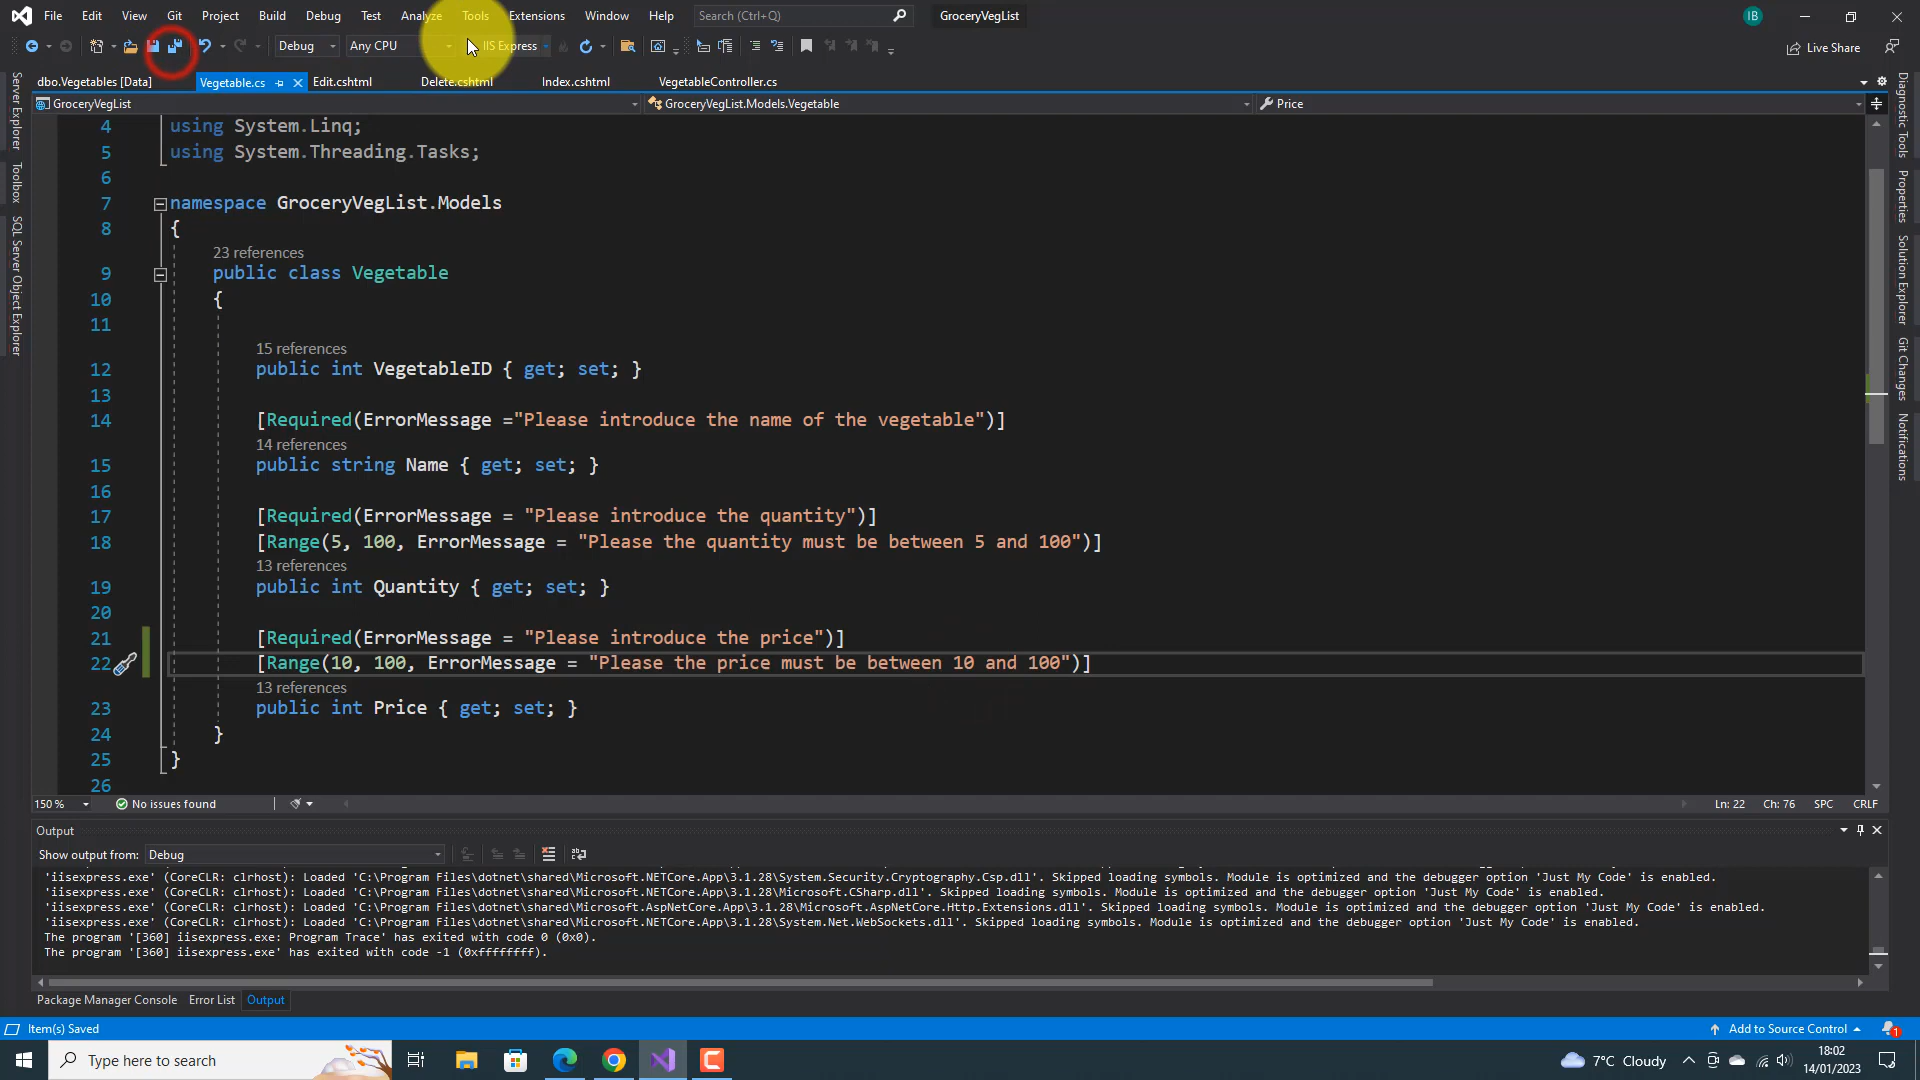 File Edit View Git Project Build Debug Test Analyze Tools Extensions Window Help Search (Ctrl+Q) GroceryVegList IB
Debug Any CPU IIS Express Live Share
dbo.Vegetables [Data] Vegetable.cs Edit.cshtml Delete.cshtml Index.cshtml VegetableController.cs
GroceryVegList GroceryVegList.Models.Vegetable Price
Server Explorer
Toolbox
SQL Server Object Explorer
4 using System.Linq;
5 using System.Threading.Tasks;
6
7 namespace GroceryVegList.Models
8 {
23 references
9 public class Vegetable
10 {
11
15 references
12 public int VegetableID { get; set; }
13
14 [Required(ErrorMessage ="Please introduce the name of the vegetable")]
14 references
15 public string Name { get; set; }
16
17 [Required(ErrorMessage = "Please introduce the quantity")]
18 [Range(5, 100, ErrorMessage = "Please the quantity must be between 5 and 100")]
13 references
19 public int Quantity { get; set; }
20
21 [Required(ErrorMessage = "Please introduce the price")]
22 [Range(10, 100, ErrorMessage = "Please the price must be between 10 and 100")]
13 references
23 public int Price { get; set; }
24 }
25 }
26
Diagnostic Tools
Properties
Solution Explorer
Git Changes
Notifications
150 % No issues found Ln: 22 Ch: 76 SPC CRLF
Output
Show output from: Debug
'iisexpress.exe' (CoreCLR: clrhost): Loaded 'C:\Program Files\dotnet\shared\Microsoft.NETCore.App\3.1.28\System.Security.Cryptography.Csp.dll'. Skipped loading symbols. Module is optimized and the debugger option 'Just My Code' is enabled.
'iisexpress.exe' (CoreCLR: clrhost): Loaded 'C:\Program Files\dotnet\shared\Microsoft.NETCore.App\3.1.28\Microsoft.CSharp.dll'. Skipped loading symbols. Module is optimized and the debugger option 'Just My Code' is enabled.
'iisexpress.exe' (CoreCLR: clrhost): Loaded 'C:\Program Files\dotnet\shared\Microsoft.AspNetCore.App\3.1.28\Microsoft.AspNetCore.Http.Extensions.dll'. Skipped loading symbols. Module is optimized and the debugger option 'Just My Code' is enabled.
'iisexpress.exe' (CoreCLR: clrhost): Loaded 'C:\Program Files\dotnet\shared\Microsoft.NETCore.App\3.1.28\System.Net.WebSockets.dll'. Skipped loading symbols. Module is optimized and the debugger option 'Just My Code' is enabled.
The program '[360] iisexpress.exe: Program Trace' has exited with code 0 (0x0).
The program '[360] iisexpress.exe' has exited with code -1 (0xffffffff).
Package Manager Console Error List Output
Item(s) Saved Add to Source Control 1
Type here to search 7°C Cloudy 18:02
14/01/2023